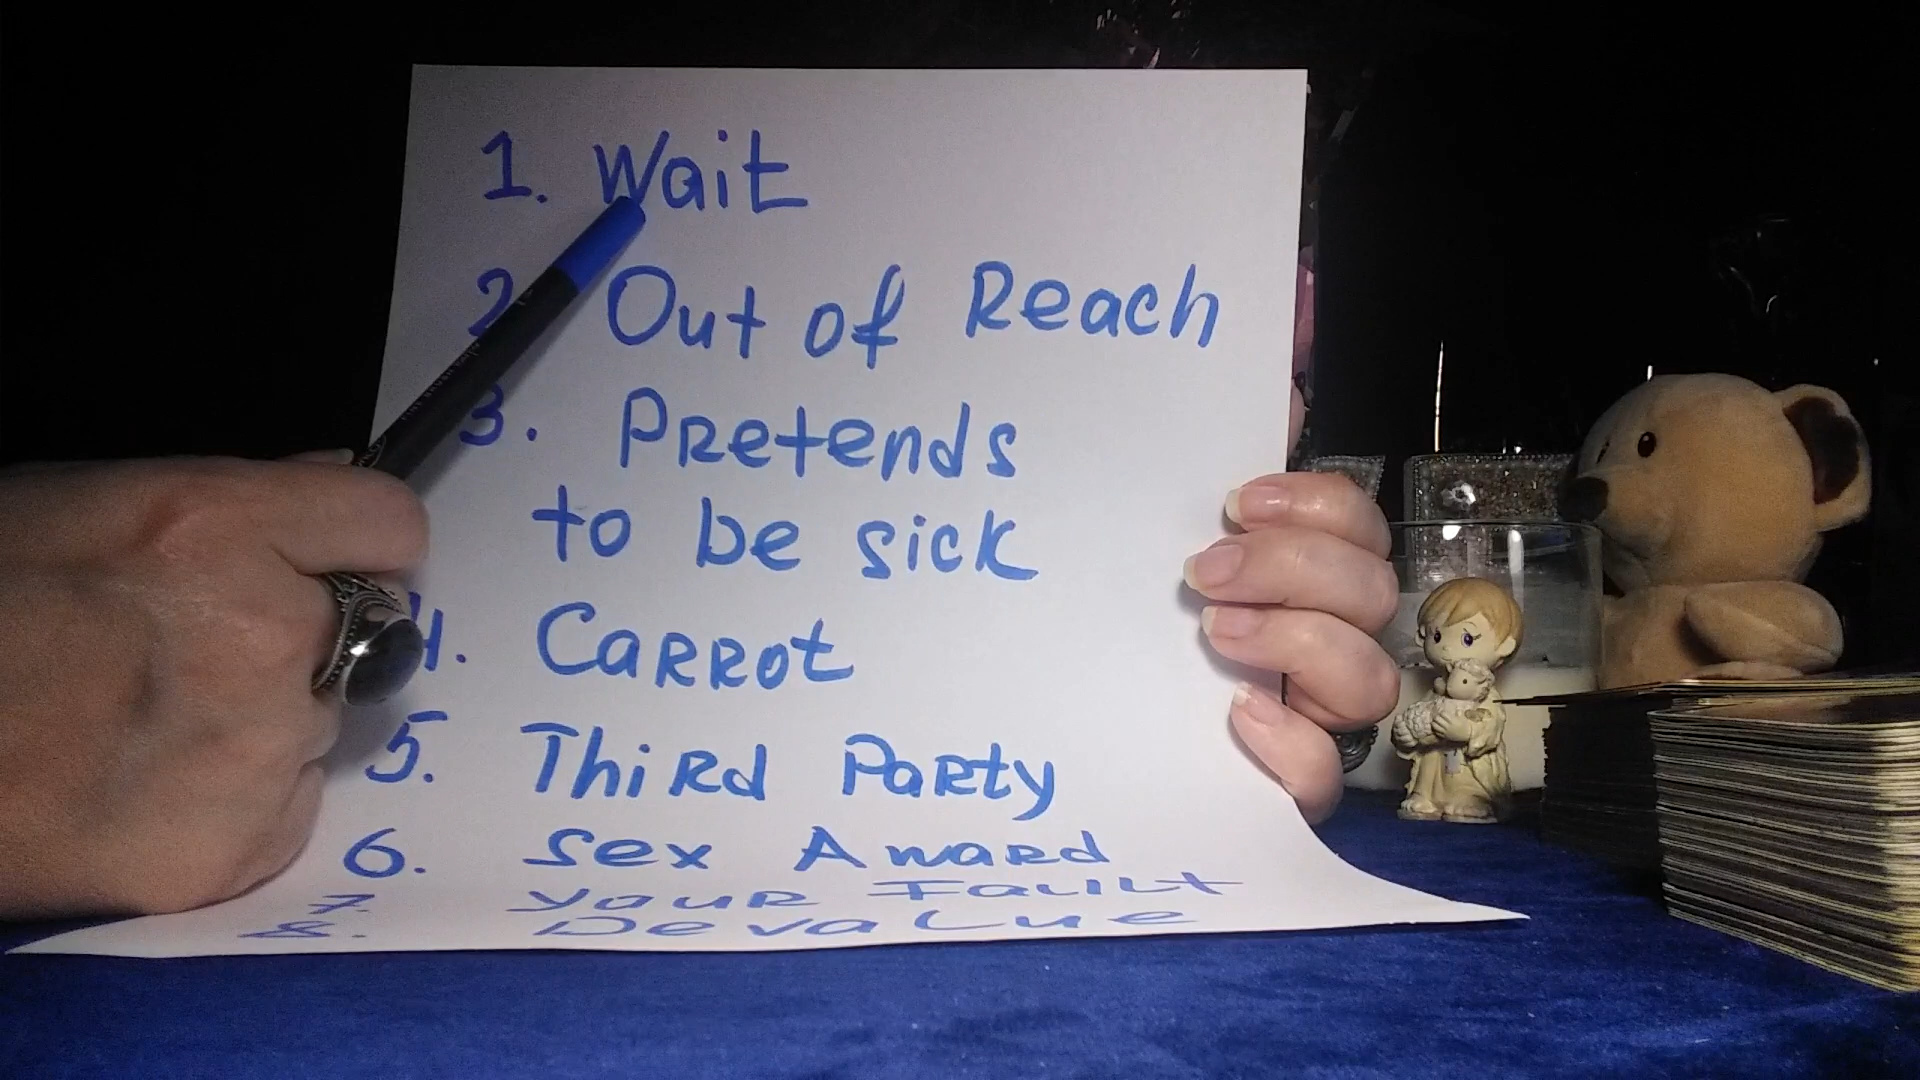 1. Wait
2 Out of Reach
3. Pretends
to be sick
4. Carrot
5. Third Party
6. Sex Award
7. Your Fault
8. Devalue